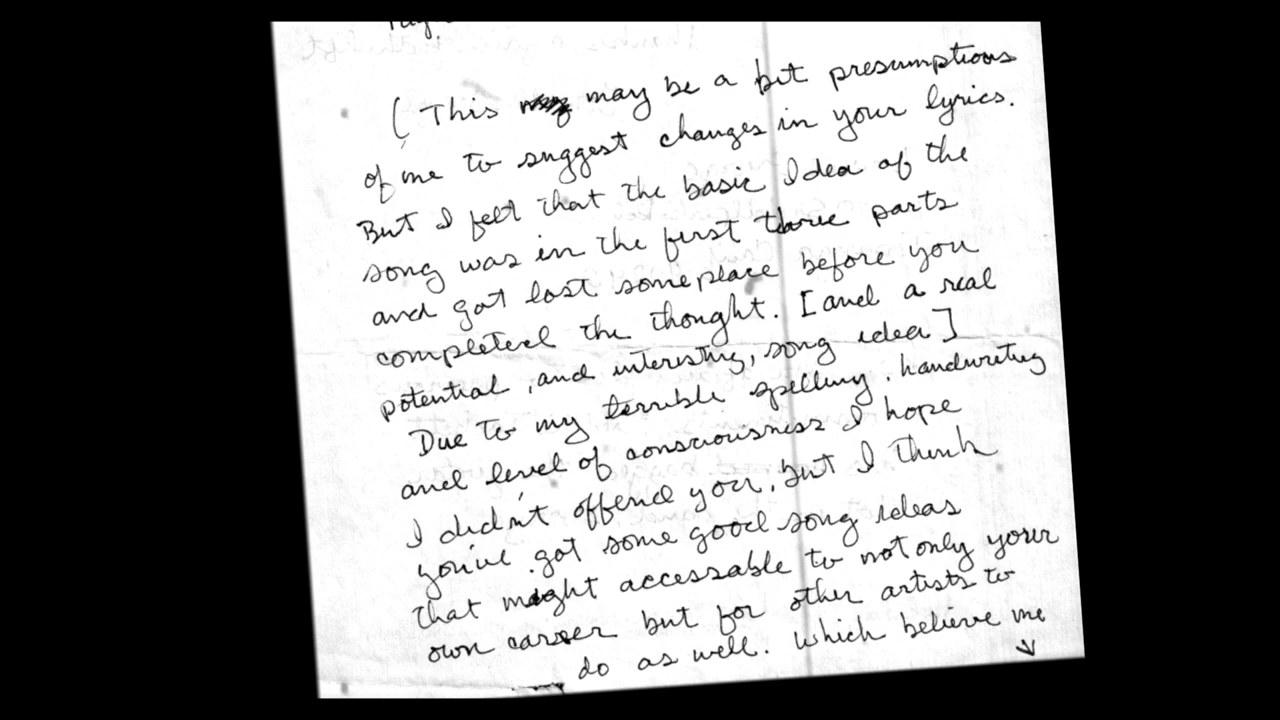 (This may be a bit presumptions
of me to suggest changes in your lyrics.
But I felt that the basic Idea of the
song was in the first three parts
and got lost someplace before you
completed the thought. [and a real
potential, and interesting, song idea]
Due to my terrible spelling, handwriting
and level of consciousness I hope
I didn't offend you, but I think
you've got some good song ideas
that might accessable to not only your
own career but for other artists to
do as well. Which believe me